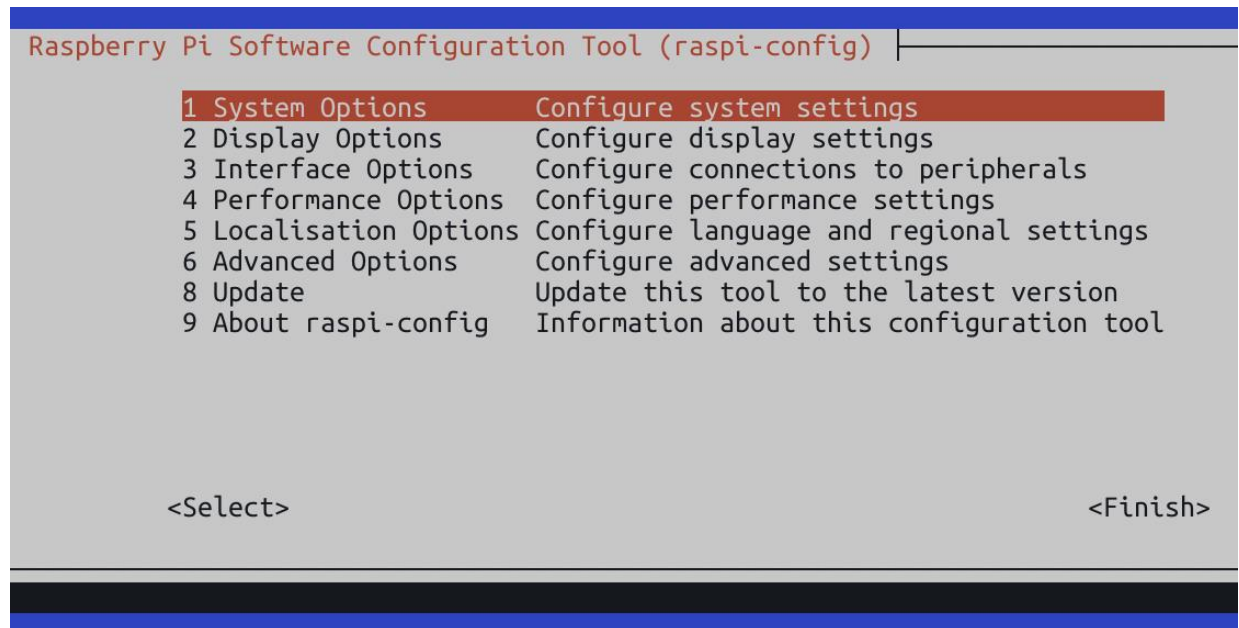 Raspberry Pi Software Configuration Tool (raspi-config)
1 System Options Configure system settings
2 Display Options Configure display settings
3 Interface Options Configure connections to peripherals
4 Performance Options Configure performance settings
5 Localisation Options Configure language and regional settings
6 Advanced Options Configure advanced settings
8 Update Update this tool to the latest version
9 About raspi-config Information about this configuration tool
<Select> <Finish>